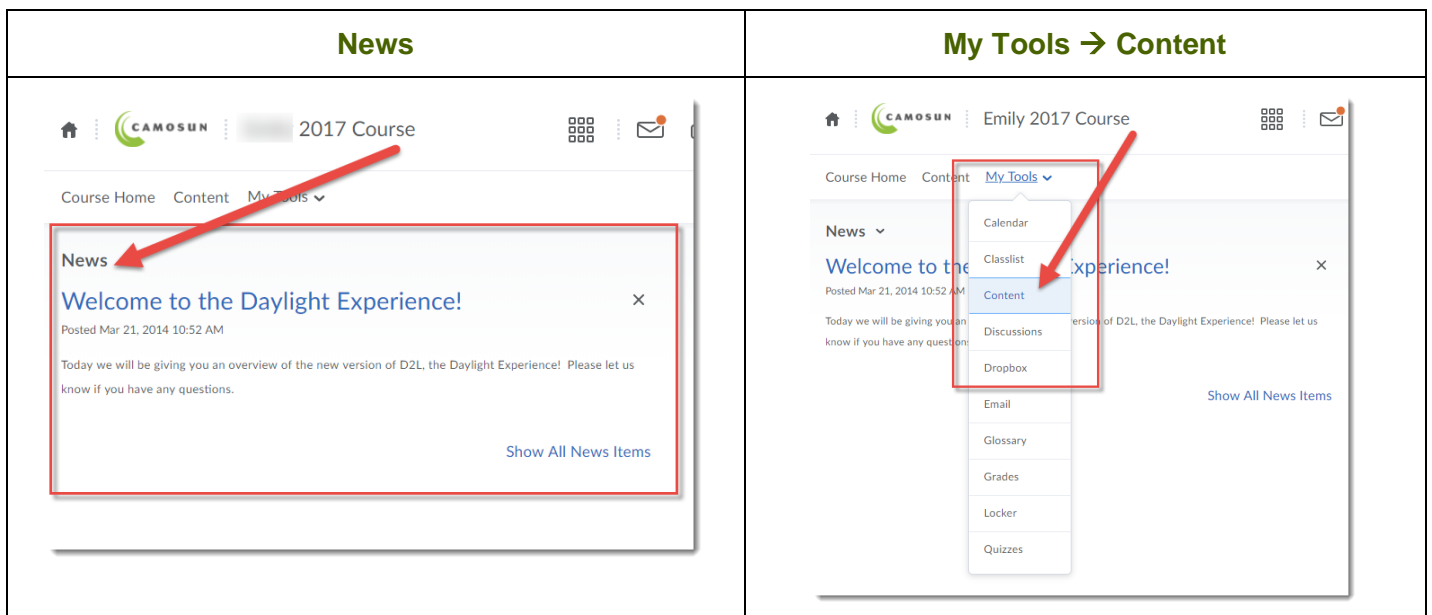 News
My Tools → Content
CAMOSUN
2017 Course
Course Home Content My Tools
News
Welcome to the Daylight Experience!
Posted Mar 21, 2014 10:52 AM
Today we will be giving you an overview of the new version of D2L, the Daylight Experience! Please let us
know if you have any questions.
Show All News Items
CAMOSUN
Emily 2017 Course
Course Home Content My Tools
News
Welcome to the xperience!
Posted Mar 21, 2014 10:52 AM
Today we will be giving you an ersion of D2L, the Daylight Experience! Please let us
know if you have any question
Show All News Items
Calendar
Classlist
Content
Discussions
Dropbox
Email
Glossary
Grades
Locker
Quizzes